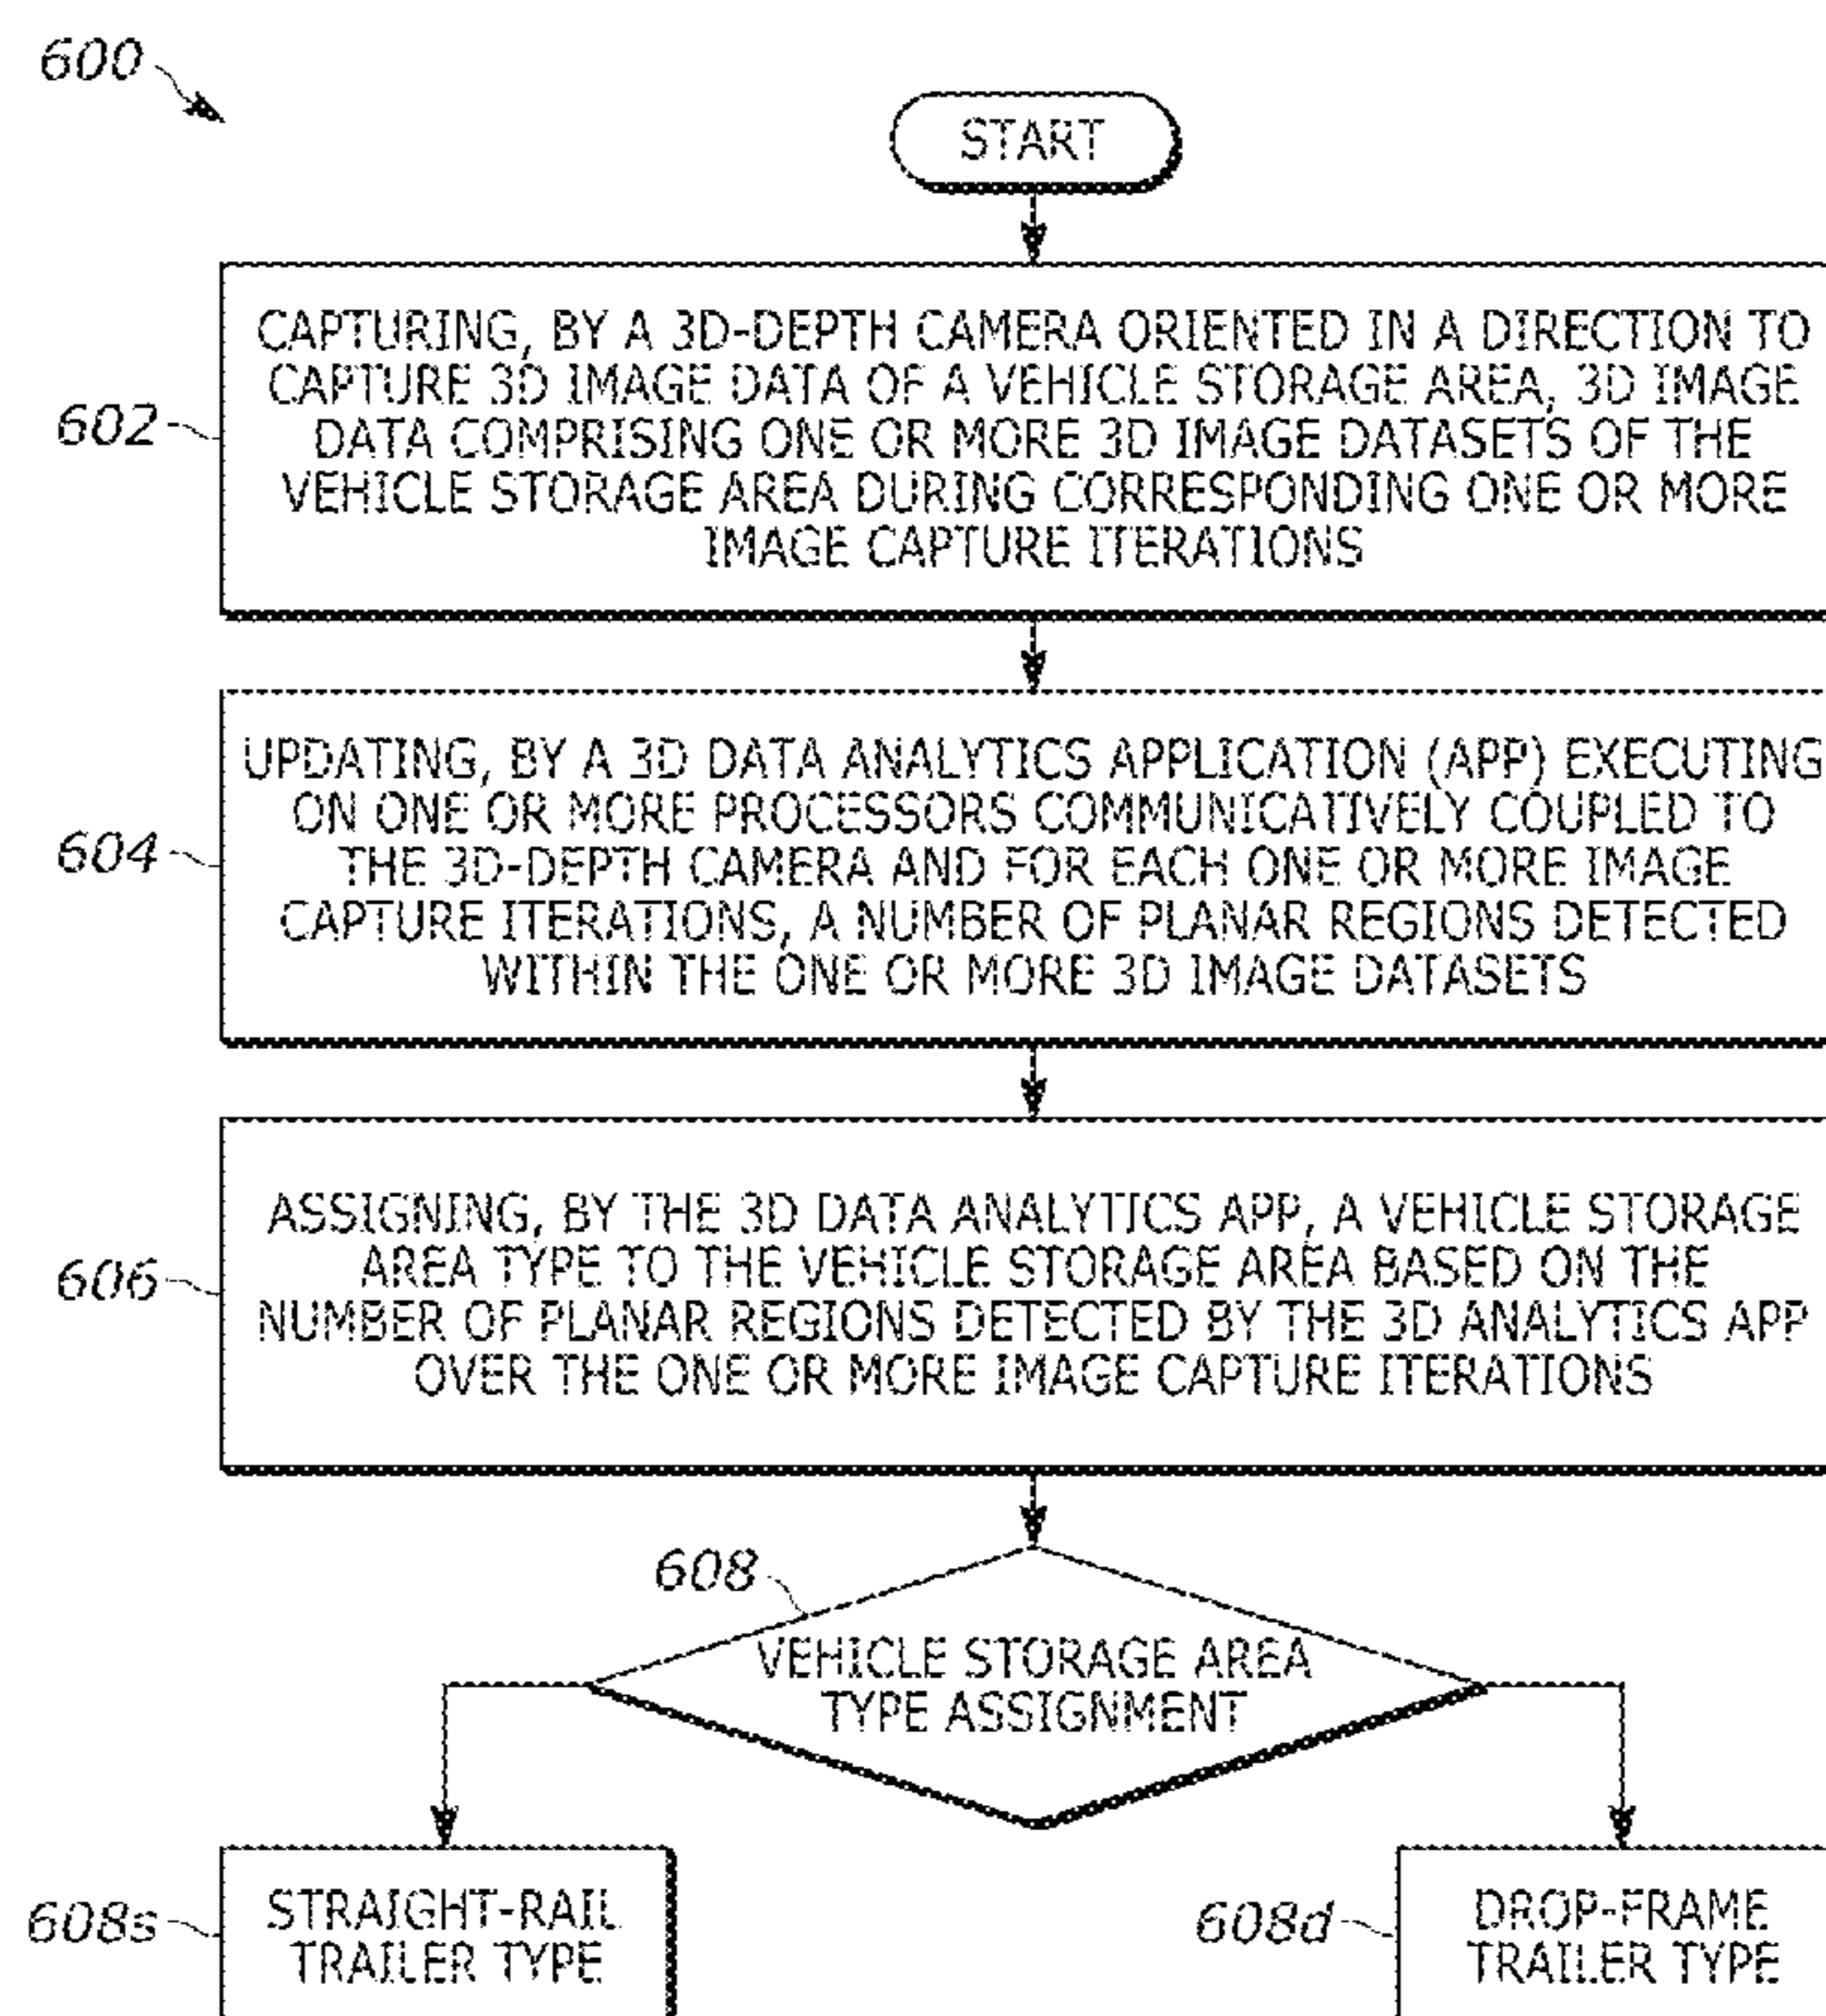 600
START
602
CAPTURING, BY A 3D-DEPTH CAMERA ORIENTED IN A DIRECTION TO
CAPTURE 3D IMAGE DATA OF A VEHICLE STORAGE AREA, 3D IMAGE
DATA COMPRISING ONE OR MORE 3D IMAGE DATASETS OF THE
VEHICLE STORAGE AREA DURING CORRESPONDING ONE OR MORE
IMAGE CAPTURE ITERATIONS
604
UPDATING, BY A 3D DATA ANALYTICS APPLICATION (APP) EXECUTING
ON ONE OR MORE PROCESSORS COMMUNICATIVELY COUPLED TO
THE 3D-DEPTH CAMERA AND FOR EACH ONE OR MORE IMAGE
CAPTURE ITERATIONS, A NUMBER OF PLANAR REGIONS DETECTED
WITHIN THE ONE OR MORE 3D IMAGE DATASETS
606
ASSIGNING, BY THE 3D DATA ANALYTICS APP, A VEHICLE STORAGE
AREA TYPE TO THE VEHICLE STORAGE AREA BASED ON THE
NUMBER OF PLANAR REGIONS DETECTED BY THE 3D ANALYTICS APP
OVER THE ONE OR MORE IMAGE CAPTURE ITERATIONS
608
VEHICLE STORAGE AREA
TYPE ASSIGNMENT
608s
STRAIGHT-RAIL
TRAILER TYPE
608d
DROP-FRAME
TRAILER TYPE